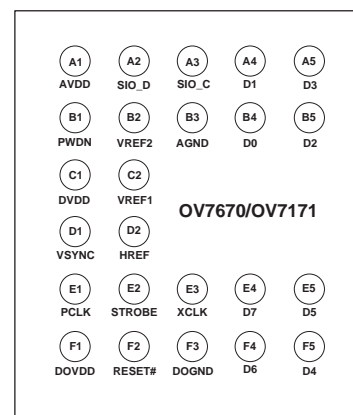 A1 A2 A3 A4 A5
AVDD SIO_D SIO_C D1 D3
B1 B2 B3 B4 B5
PWDN VREF2 AGND D0 D2
C1 C2
DVDD VREF1
OV7670/OV7171
D1 D2
VSYNC HREF
E1 E2 E3 E4 E5
PCLK STROBE XCLK D7 D5
F1 F2 F3 F4 F5
DOVDD RESET# DOGND D6 D4